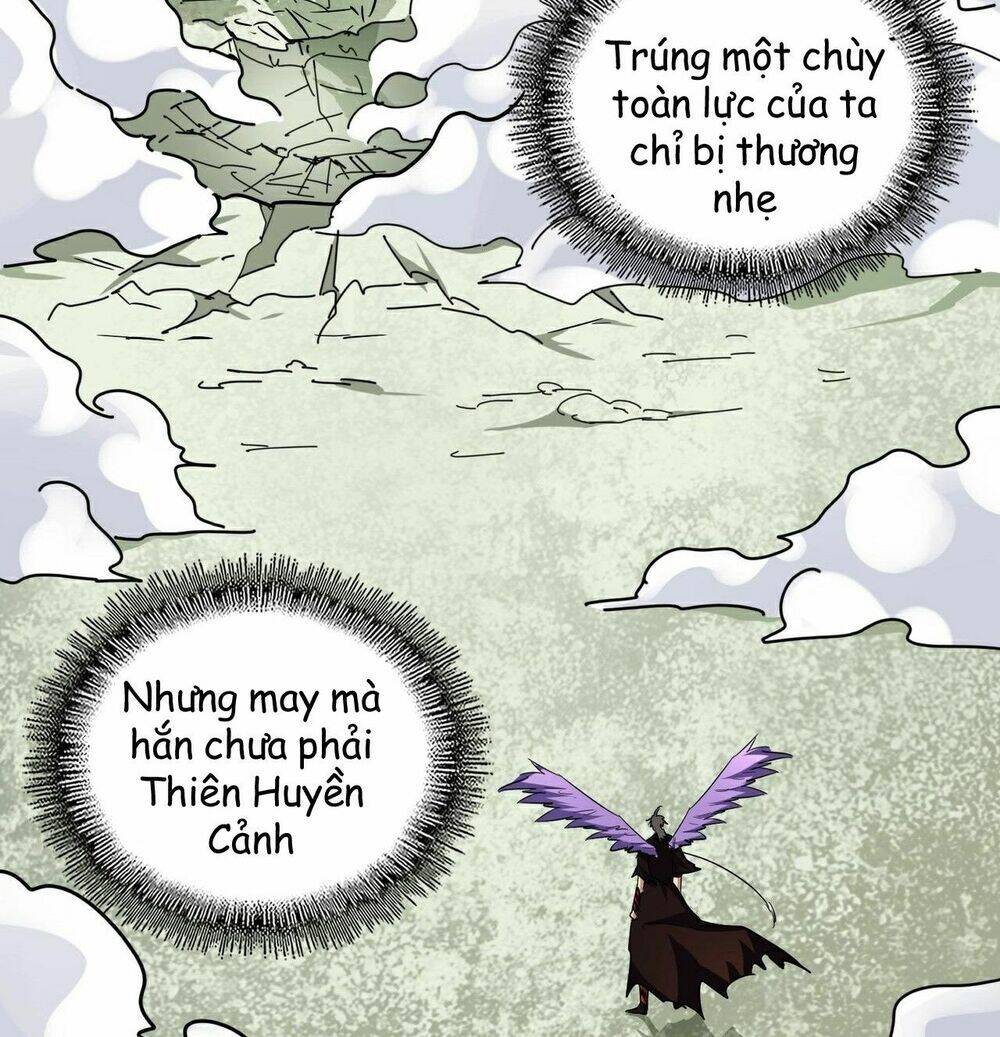 Trúng một chùy
toàn lực của ta
chỉ bị thương
nhẹ
Nhưng may mà
hắn chưa phải
Thiên Huyền
Cảnh